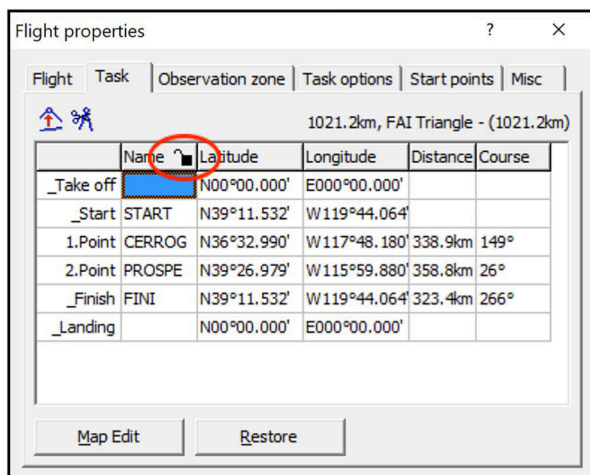 Flight properties ? ×
Flight Task Observation zone Task options Start points Misc
1021.2km, FAI Triangle - (1021.2km)
Name Latitude Longitude Distance Course
_Take off N00°00.000' E000°00.000'
_Start START N39°11.532' W119°44.064'
1.Point CERROG N36°32.990' W117°48.180' 338.9km 149°
2.Point PROSPE N39°26.979' W115°59.880' 358.8km 26°
_Finish FINI N39°11.532' W119°44.064' 323.4km 266°
_Landing N00°00.000' E000°00.000'
Map Edit Restore